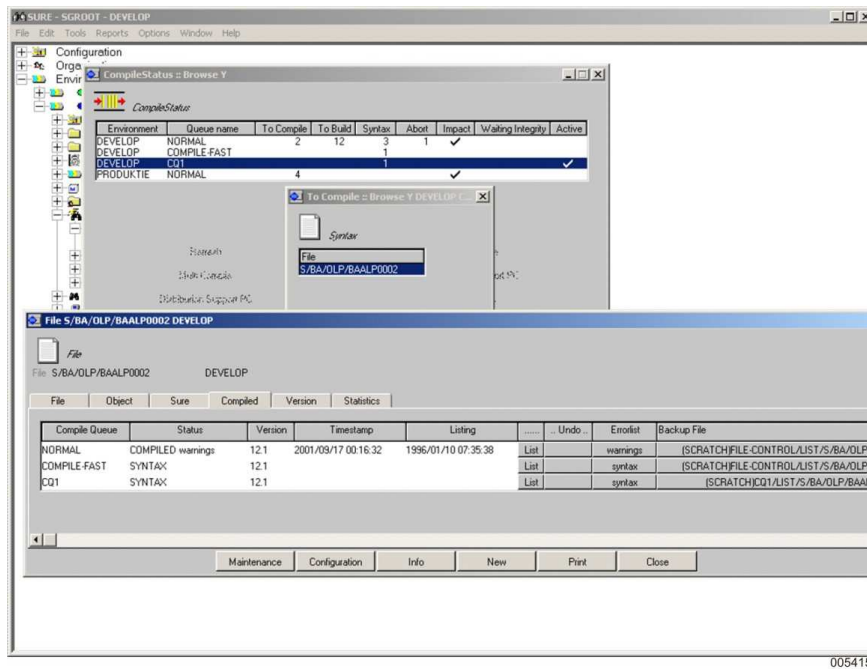 SURE - SGROOT - DEVELOP
File Edit Tools Reports Options Window Help
Configuration
Orga
Envir
CompileStatus :: Browse Y
CompileStatus
Environment Queue name To Compile To Build Syntax Abort Impact Waiting Integrity Active
DEVELOP NORMAL 2 12 3 1
DEVELOP COMPILE-FAST 1
DEVELOP CQ1 1
PRODUKTIE NORMAL 4
To Compile :: Browse Y DEVELOP C...
Syntax
File
S/BA/OLP/BAALP0002
Refresh
Multi Compile
Distribution Support PC
File S/BA/OLP/BAALP0002 DEVELOP
File
File S/BA/OLP/BAALP0002 DEVELOP
File Object Sure Compiled Version Statistics
Compile Queue Status Version Timestamp Listing ...... .. Undo .. Errorlist Backup File
NORMAL COMPILED warnings 12.1 2001/09/17 00:16:32 1996/01/10 07:35:38 List warnings (SCRATCH)FILE-CONTROL/LIST/S/BA/OLP
COMPILE-FAST SYNTAX 12.1 List syntax (SCRATCH)FILE-CONTROL/LIST/S/BA/OLP
CQ1 SYNTAX 12.1 List syntax (SCRATCH)CQ1/LIST/S/BA/OLP/BAAL
Maintenance Configuration Info New Print Close
005415